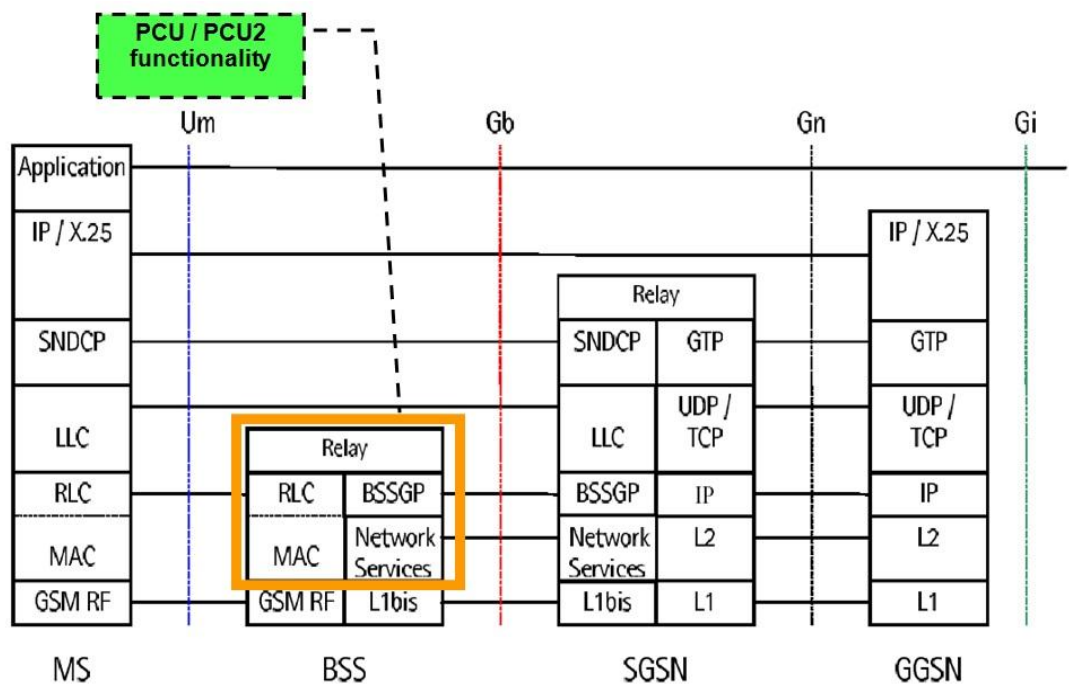 PCU / PCU2
functionality
Um
Gb
Gn
Gi
Application
IP / X.25
IP / X.25
Relay
SNDCP
SNDCP
GTP
GTP
LLC
LLC
UDP /
TCP
UDP /
TCP
Relay
RLC
RLC
BSSGP
BSSGP
IP
IP
MAC
MAC
Network
Services
Network
Services
L2
L2
GSM RF
GSM RF
L1bis
L1bis
L1
L1
MS
BSS
SGSN
GGSN